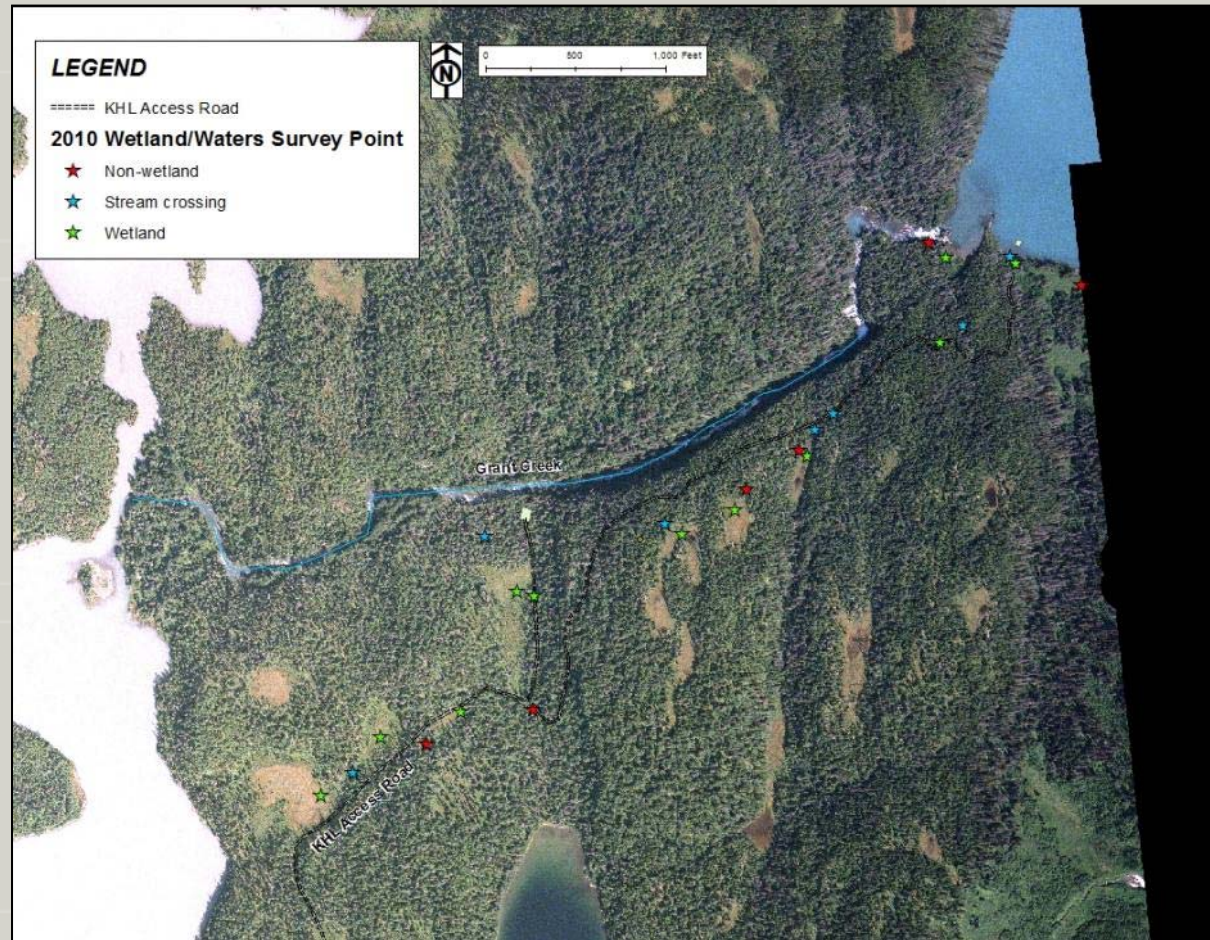 LEGEND
KHL Access Road
2010 Wetland/Waters Survey Point
Non-wetland
Stream crossing
Wetland
N
0 500 1,000 Feet
Grant Creek
KHL Access Road